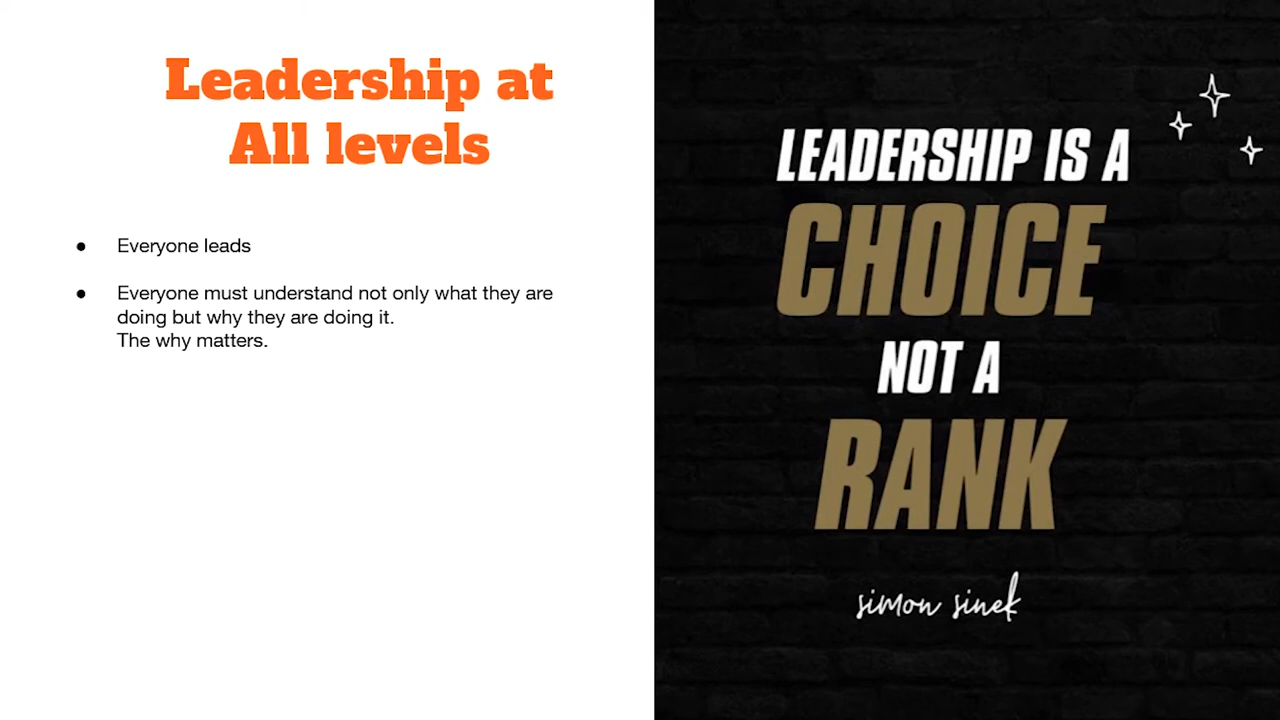 Leadership at
All levels
● Everyone leads
● Everyone must understand not only what they are
doing but why they are doing it.
The why matters.
LEADERSHIP IS A
CHOICE
NOT A
RANK
simon sinek